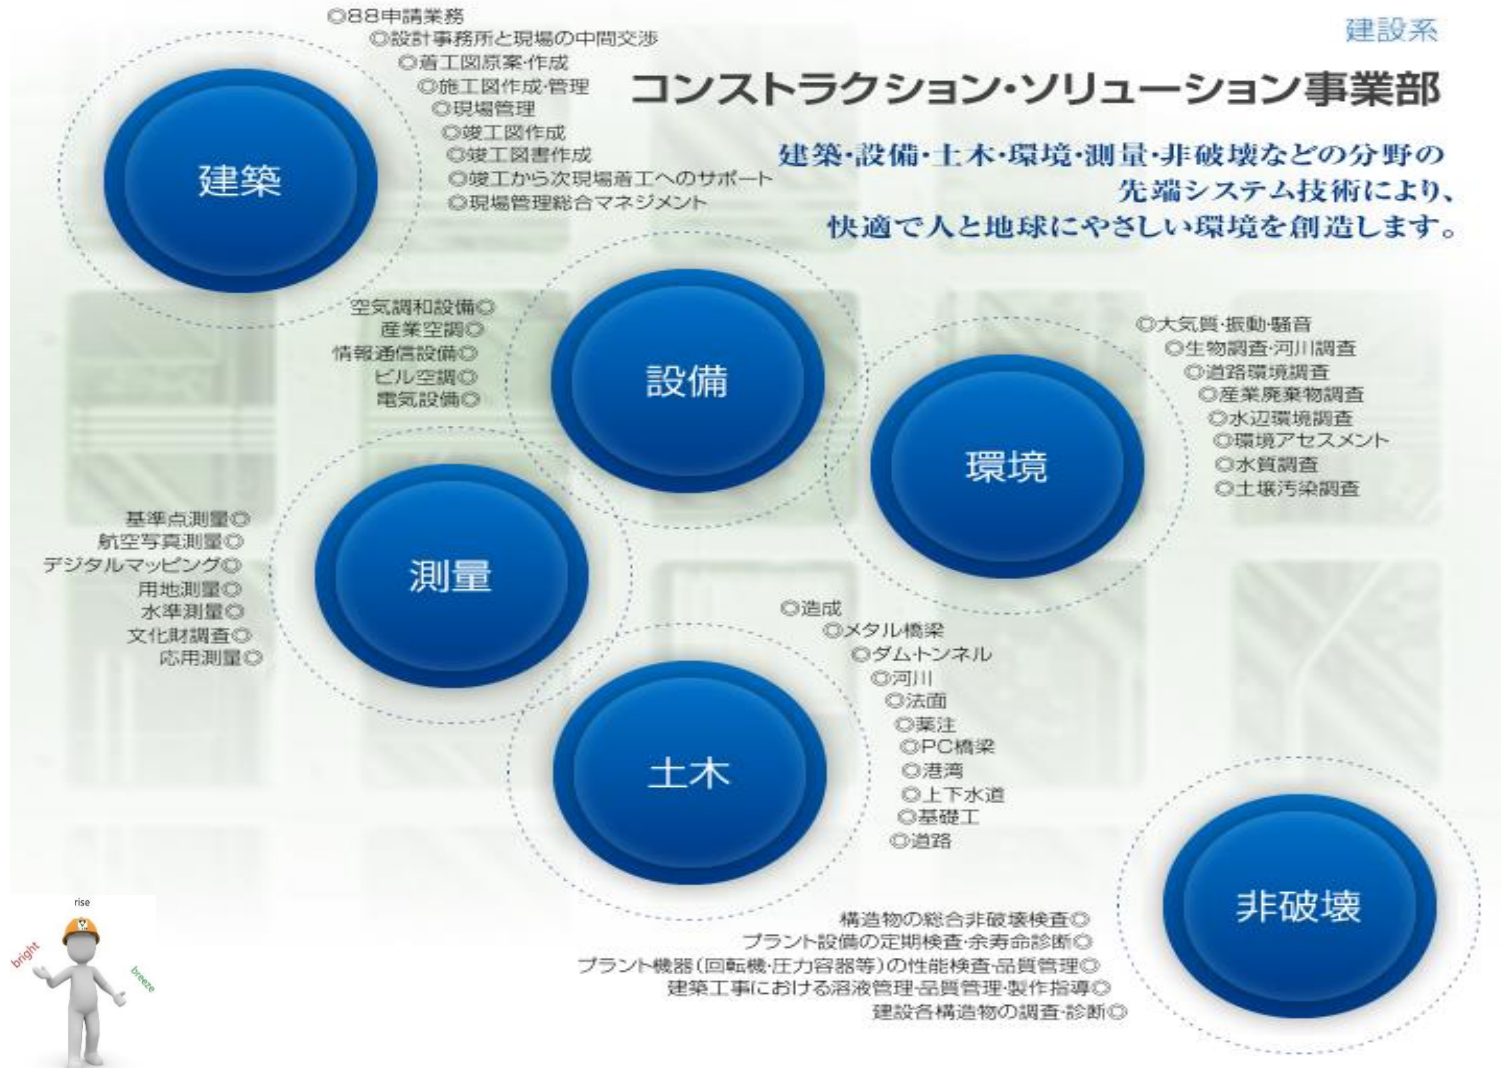 建設系
コンストラクション・ソリューション事業部
建築・設備・土木・環境・測量・非破壊などの分野の
先端システム技術により、
快適で人と地球にやさしい環境を創造します。
建築
◎88申請業務
◎設計事務所と現場の中間交渉
◎着工図原案・作成
◎施工図作成・管理
◎現場管理
◎竣工図作成
◎竣工図書作成
◎竣工から次現場着工へのサポート
◎現場管理総合マネジメント
設備
空気調和設備◎
産業空調◎
情報通信設備◎
ビル空調◎
電気設備◎
環境
◎大気質・振動・騒音
◎生物調査・河川調査
◎道路環境調査
◎産業廃棄物調査
◎水辺環境調査
◎環境アセスメント
◎水質調査
◎土壌汚染調査
測量
基準点測量◎
航空写真測量◎
デジタルマッピング◎
用地測量◎
水準測量◎
文化財調査◎
応用測量◎
土木
◎造成
◎メタル橋梁
◎ダム・トンネル
◎河川
◎法面
◎薬注
◎PC橋梁
◎港湾
◎上下水道
◎基礎工
◎道路
非破壊
構造物の総合非破壊検査◎
プラント設備の定期検査・余寿命診断◎
プラント機器(回転機・圧力容器等)の性能検査・品質管理◎
建築工事における溶液管理・品質管理・製作指導◎
建設各構造物の調査・診断◎
rise
bright
breeze